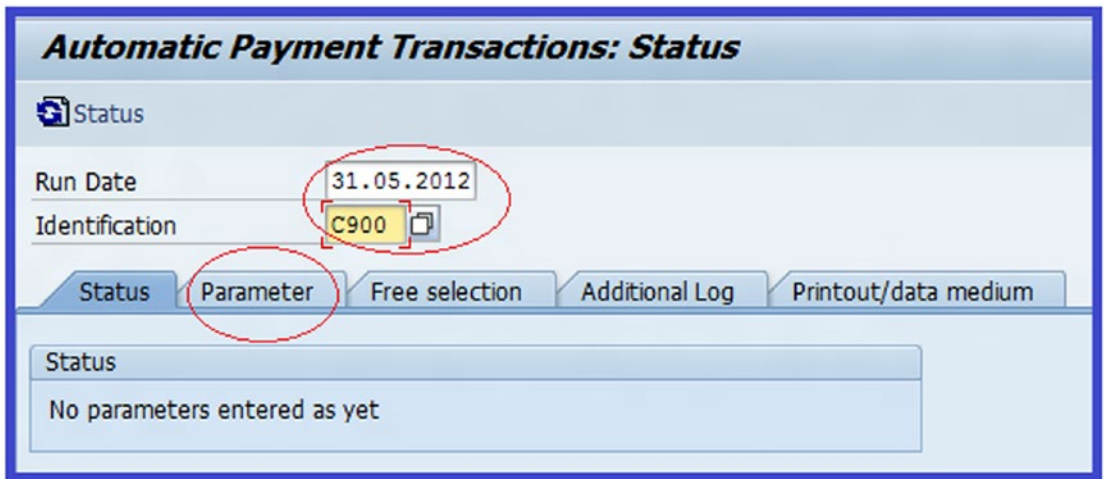 Automatic Payment Transactions: Status
Status
Run Date 31.05.2012
Identification C900
Status Parameter Free selection Additional Log Printout/data medium
Status
No parameters entered as yet